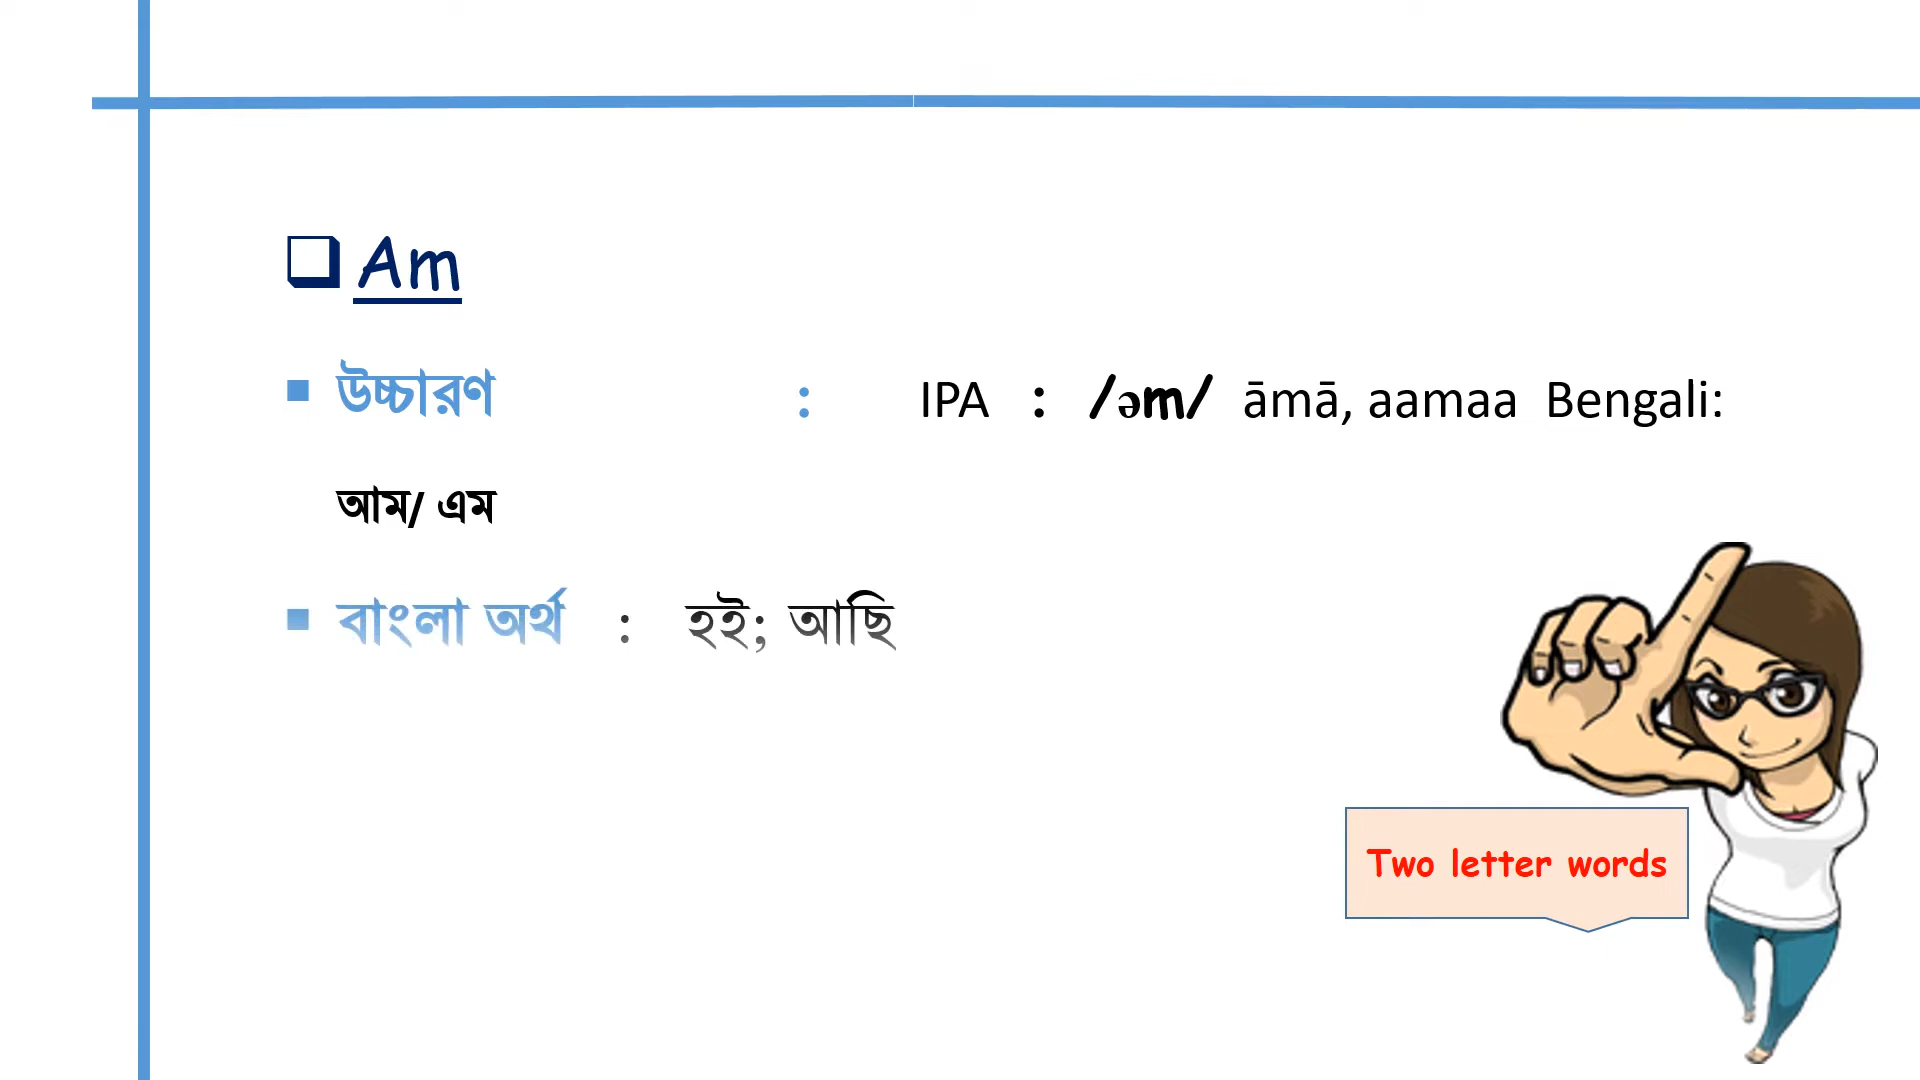 Am
উচ্চারণ : IPA : /əm/ āmā, aamaa Bengali:
আম/ এম
বাংলা অর্থ : হই; আছি
Two letter words